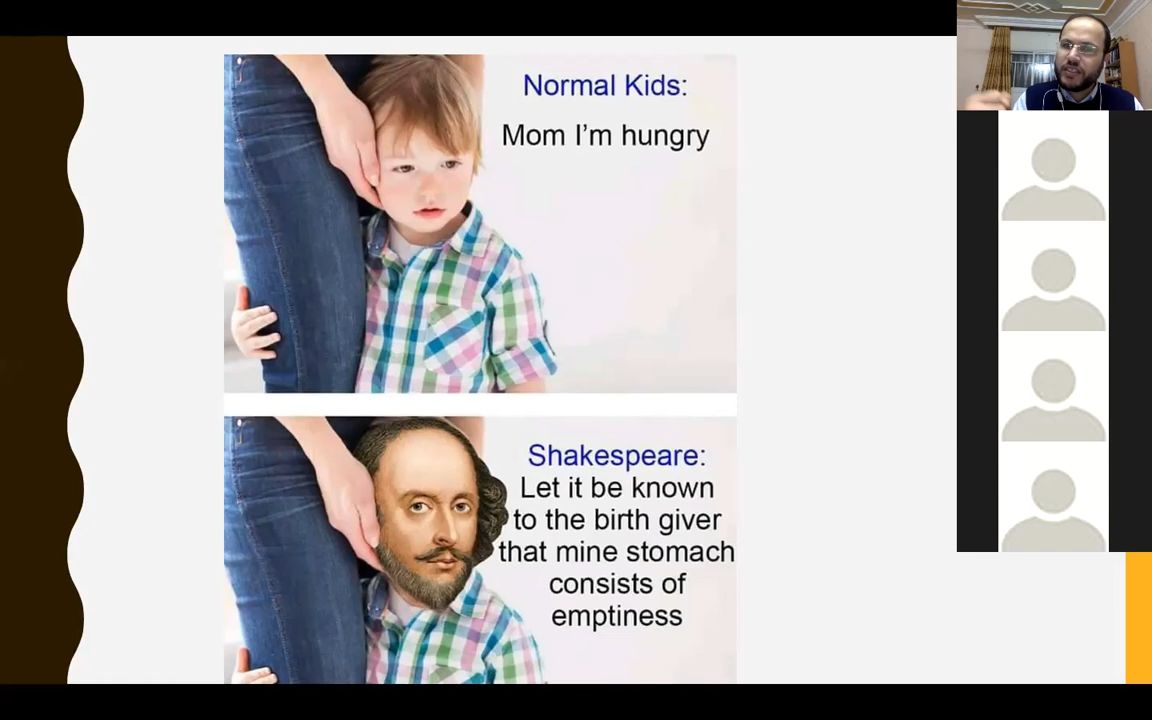 Normal Kids:
Mom I'm hungry
Shakespeare:
Let it be known
to the birth giver
that mine stomach
consists of
emptiness